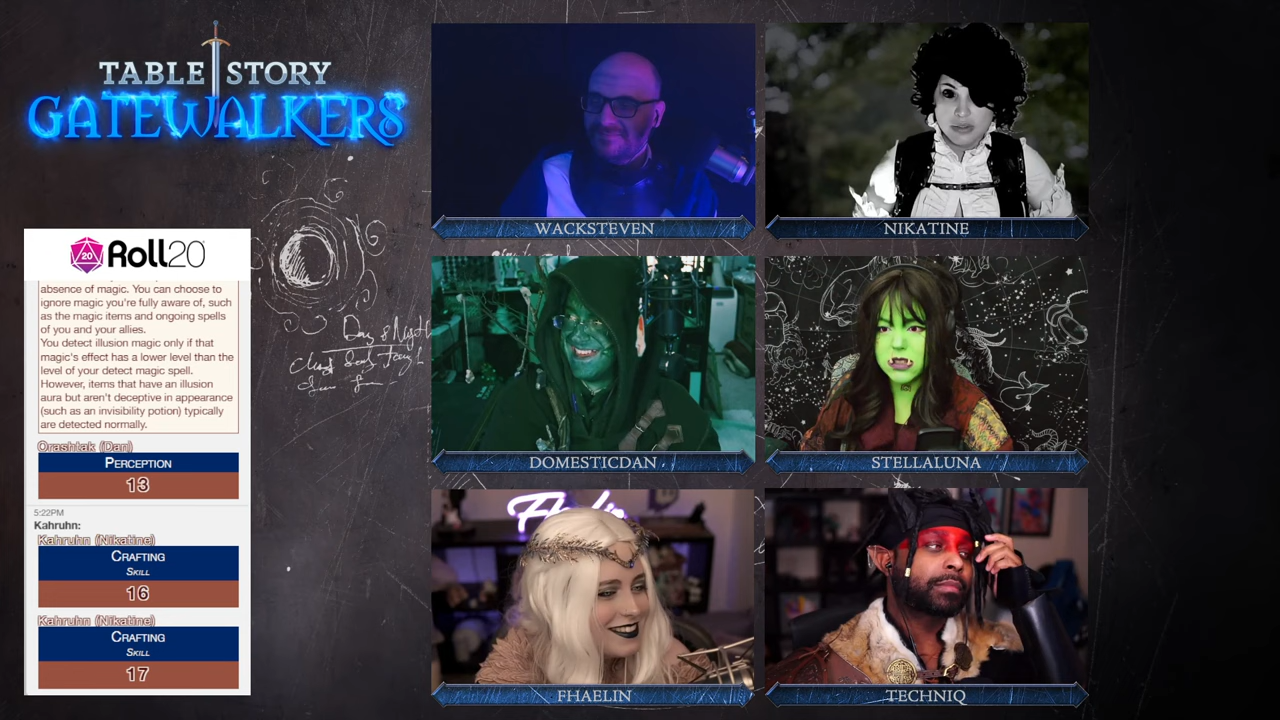 TABLE STORY
GATEWALKERS
20
Roll20
absence of magic. You can choose to
ignore magic you're fully aware of, such
as the magic items and ongoing spells
of you and your allies.
You detect illusion magic only if that
magic's effect has a lower level than the
level of your detect magic spell.
However, items that have an illusion
aura but aren't deceptive in appearance
(such as an invisibility potion) typically
are detected normally.
Orashtak (Dan)
PERCEPTION
13
5:22PM
Kahruhn:
Kahruhn (Nikatine)
CRAFTING
SKILL
16
Kahruhn (Nikatine)
CRAFTING
SKILL
17
WACKSTEVEN
NIKATINE
DOMESTICDAN
STELLALUNA
FHAELIN
TECHNIQ